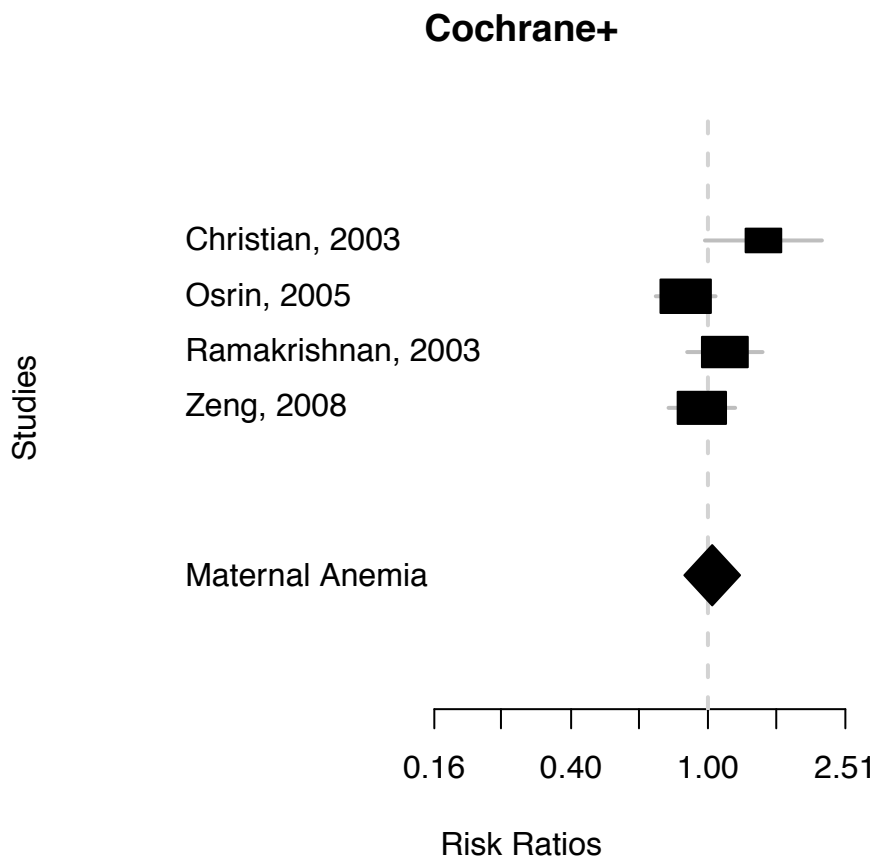 Cochrane+
Christian, 2003
Osrin, 2005
Ramakrishnan, 2003
Zeng, 2008
Studies
Maternal Anemia
0.16 0.40 1.00 2.51
Risk Ratios